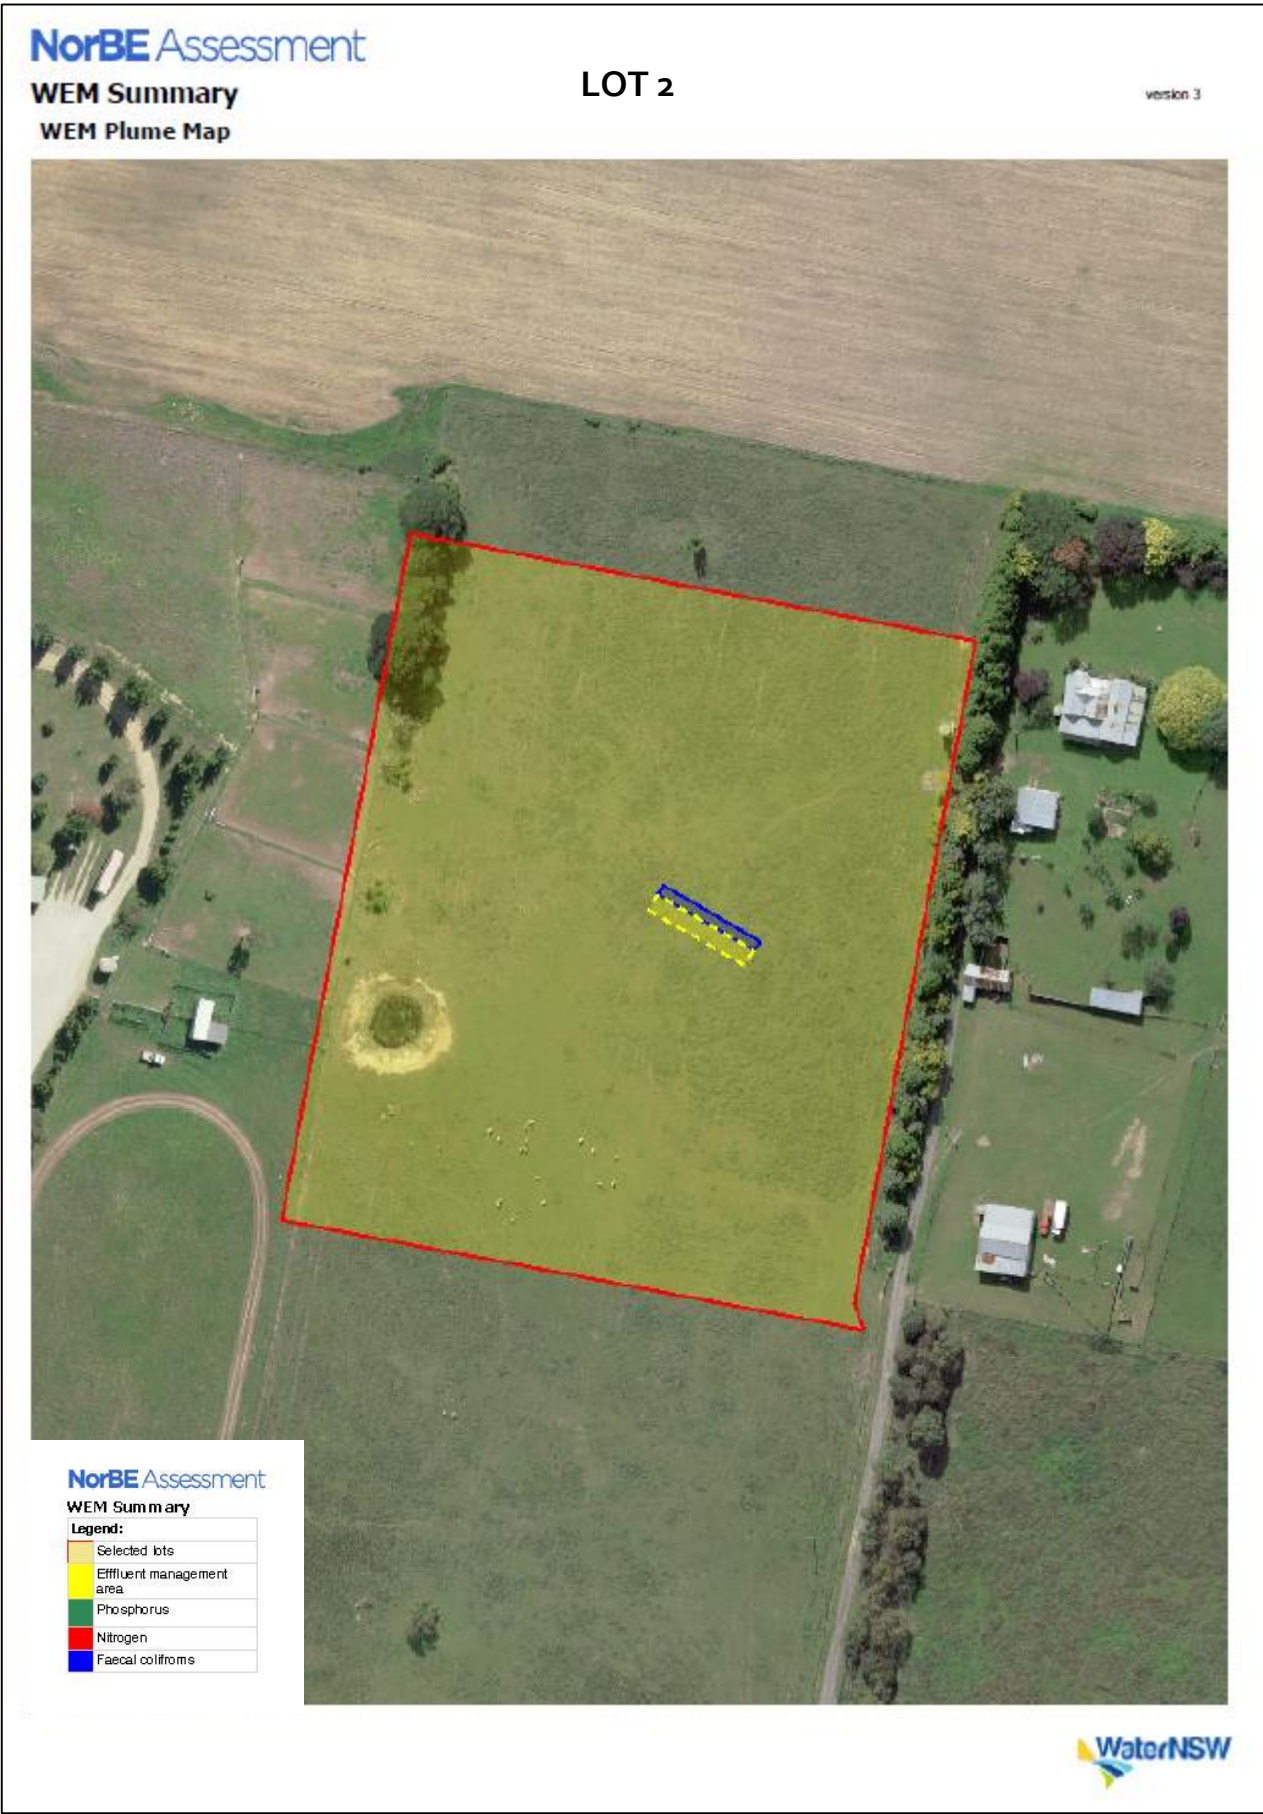 NorBE Assessment
LOT 2
WEM Summary
version 3
WEM Plume Map
NorBE Assessment
WEM Summary
Legend:
Selected lots
Efffluent management
area
Phosphorus
Nitrogen
Faecal colifroms
WaterNSW